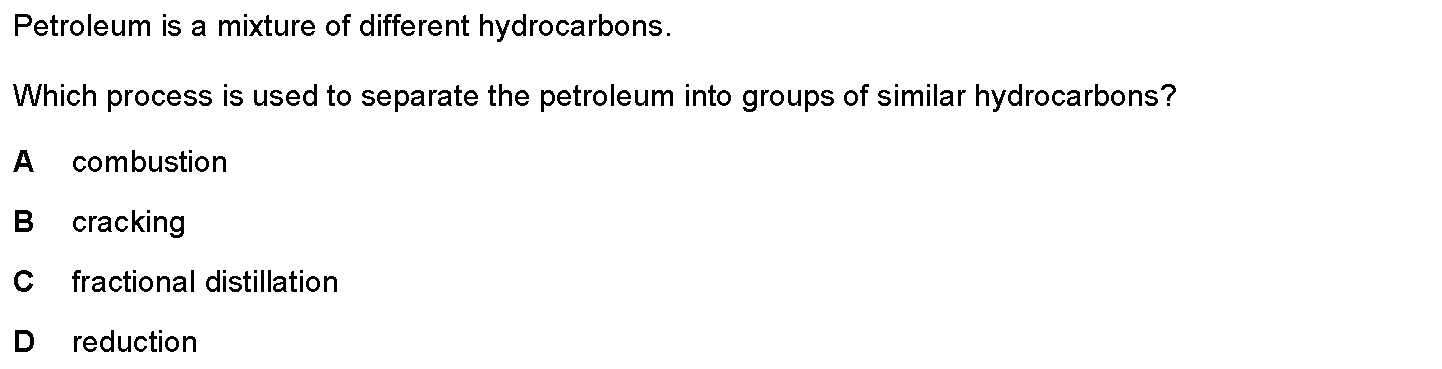 Petroleum is a mixture of different hydrocarbons.
Which process is used to separate the petroleum into groups of similar hydrocarbons?
A combustion
B cracking
C fractional distillation
D reduction